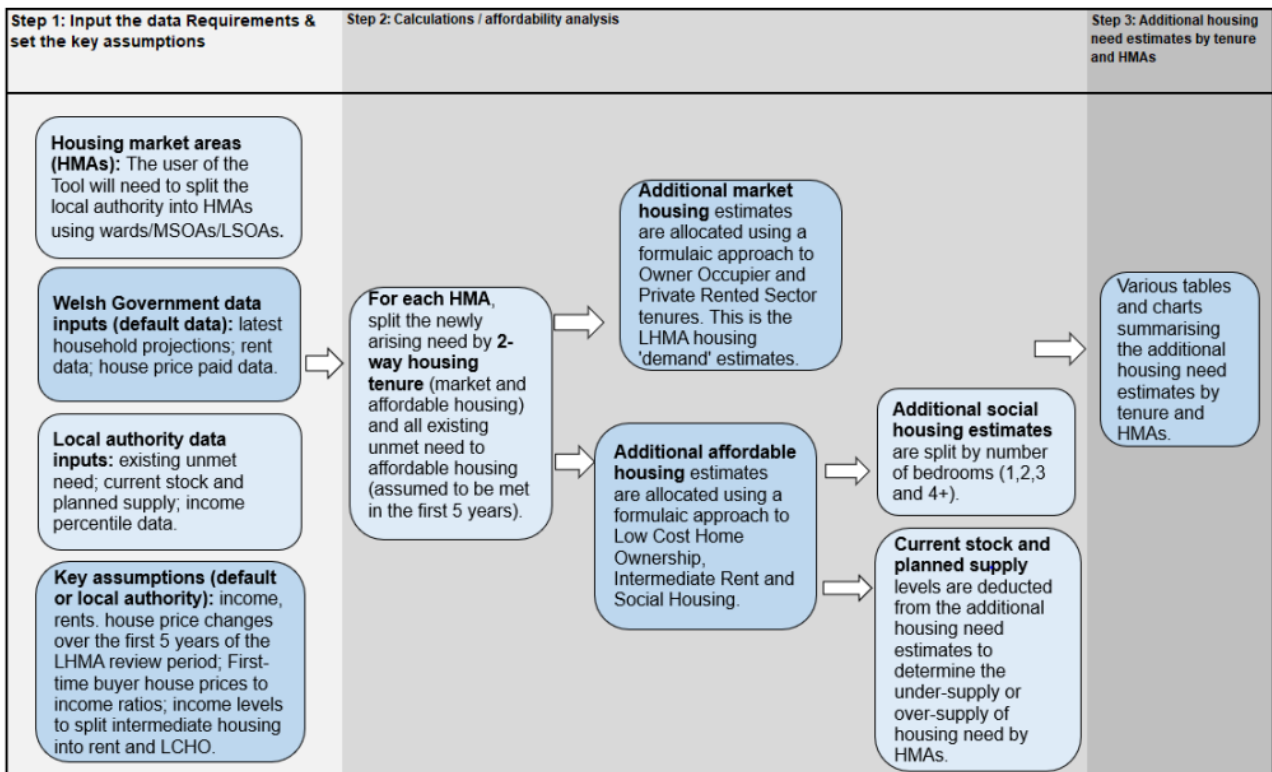 Step 1: Input the data Requirements &
set the key assumptions
Step 2: Calculations / affordability analysis
Step 3: Additional housing
need estimates by tenure
and HMAs
Housing market areas
(HMAs): The user of the
Tool will need to split the
local authority into HMAs
using wards/MSOAs/LSOAs.
Welsh Government data
inputs (default data): latest
household projections; rent
data; house price paid data.
Local authority data
inputs: existing unmet
need; current stock and
planned supply; income
percentile data.
Key assumptions (default
or local authority): income,
rents. house price changes
over the first 5 years of the
LHMA review period; First-
time buyer house prices to
income ratios; income levels
to split intermediate housing
into rent and LCHO.
For each HMA,
split the newly
arising need by 2-
way housing
tenure (market and
affordable housing)
and all existing
unmet need to
affordable housing
(assumed to be met
in the first 5 years).
Additional market
housing estimates
are allocated using a
formulaic approach to
Owner Occupier and
Private Rented Sector
tenures. This is the
LHMA housing
'demand' estimates.
Additional affordable
housing estimates
are allocated using a
formulaic approach to
Low Cost Home
Ownership,
Intermediate Rent and
Social Housing.
Additional social
housing estimates
are split by number
of bedrooms (1,2,3
and 4+).
Current stock and
planned supply
levels are deducted
from the additional
housing need
estimates to
determine the
under-supply or
over-supply of
housing need by
HMAs.
Various tables
and charts
summarising
the additional
housing need
estimates by
tenure and
HMAs.